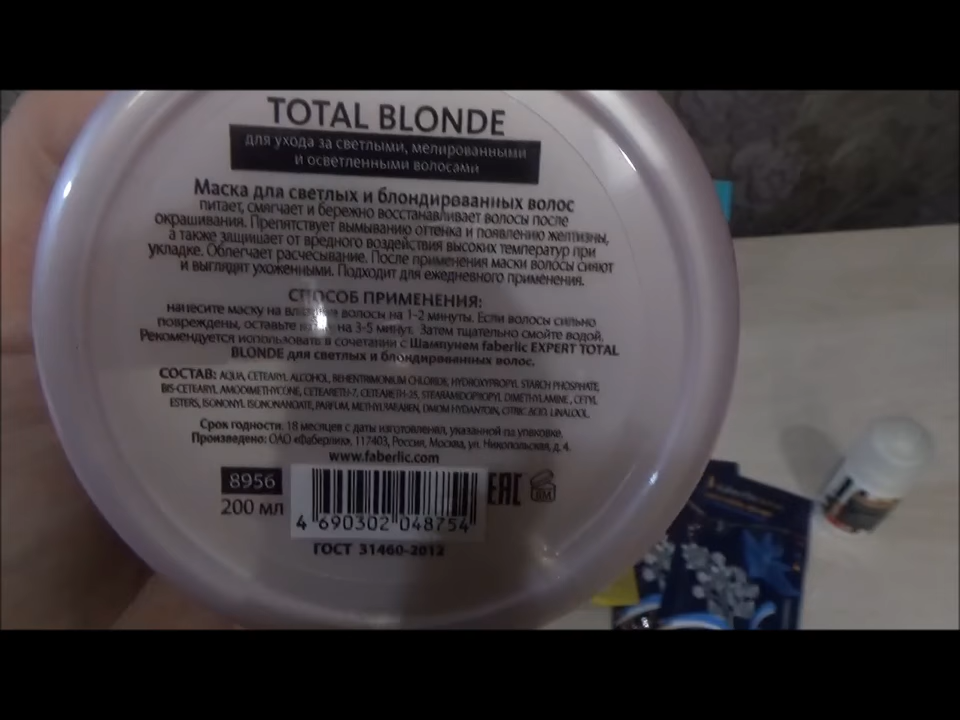 TOTAL BLONDE
для ухода за светлыми, мелированными
и осветленными волосами
Маска для светлых и блондированных волос
питает, смягчает и бережно восстанавливает волосы после
окрашивания. Препятствует вымыванию оттенка и появлению желтизны,
а также защищает от вредного воздействия высоких температур при
укладке. Облегчает расчесывание. После применения маски волосы сияют
и выглядят ухоженными. Подходит для ежедневного применения.
СПОСОБ ПРИМЕНЕНИЯ:
нанесите маску на влажные волосы на 1-2 минуты. Если волосы сильно
повреждены, оставьте на 3-5 минут. Затем тщательно смойте водой.
Рекомендуется использовать в сочетании с Шампунем faberlic EXPERT TOTAL
BLONDE для светлых и блондированных волос.
СОСТАВ: AQUA, CETEARYL ALCOHOL, BEHENTRIMONIUM CHLORIDE, HYDROXYPROPYL STARCH PHOSPHATE,
BIS-CETEARYL AMODIMETHYCONE, CETEARETH-7, CETEARETH-25, STEARAMIDOPROPYL DIMETHYLAMINE, CETYL
ESTERS, ISONONYL ISONONANOATE, PARFUM, METHYLPARABEN, DMDM HYDANTOIN, CITRIC ACID, LINALOOL.
Срок годности: 18 месяцев с даты изготовления, указанной на упаковке.
Произведено: ОАО «Фаберлик», 117403, Россия, Москва, ул. Никопольская, д. 4.
www.faberlic.com
8956
200 мл
4 690302 048754
EAC
ГОСТ 31460-2012